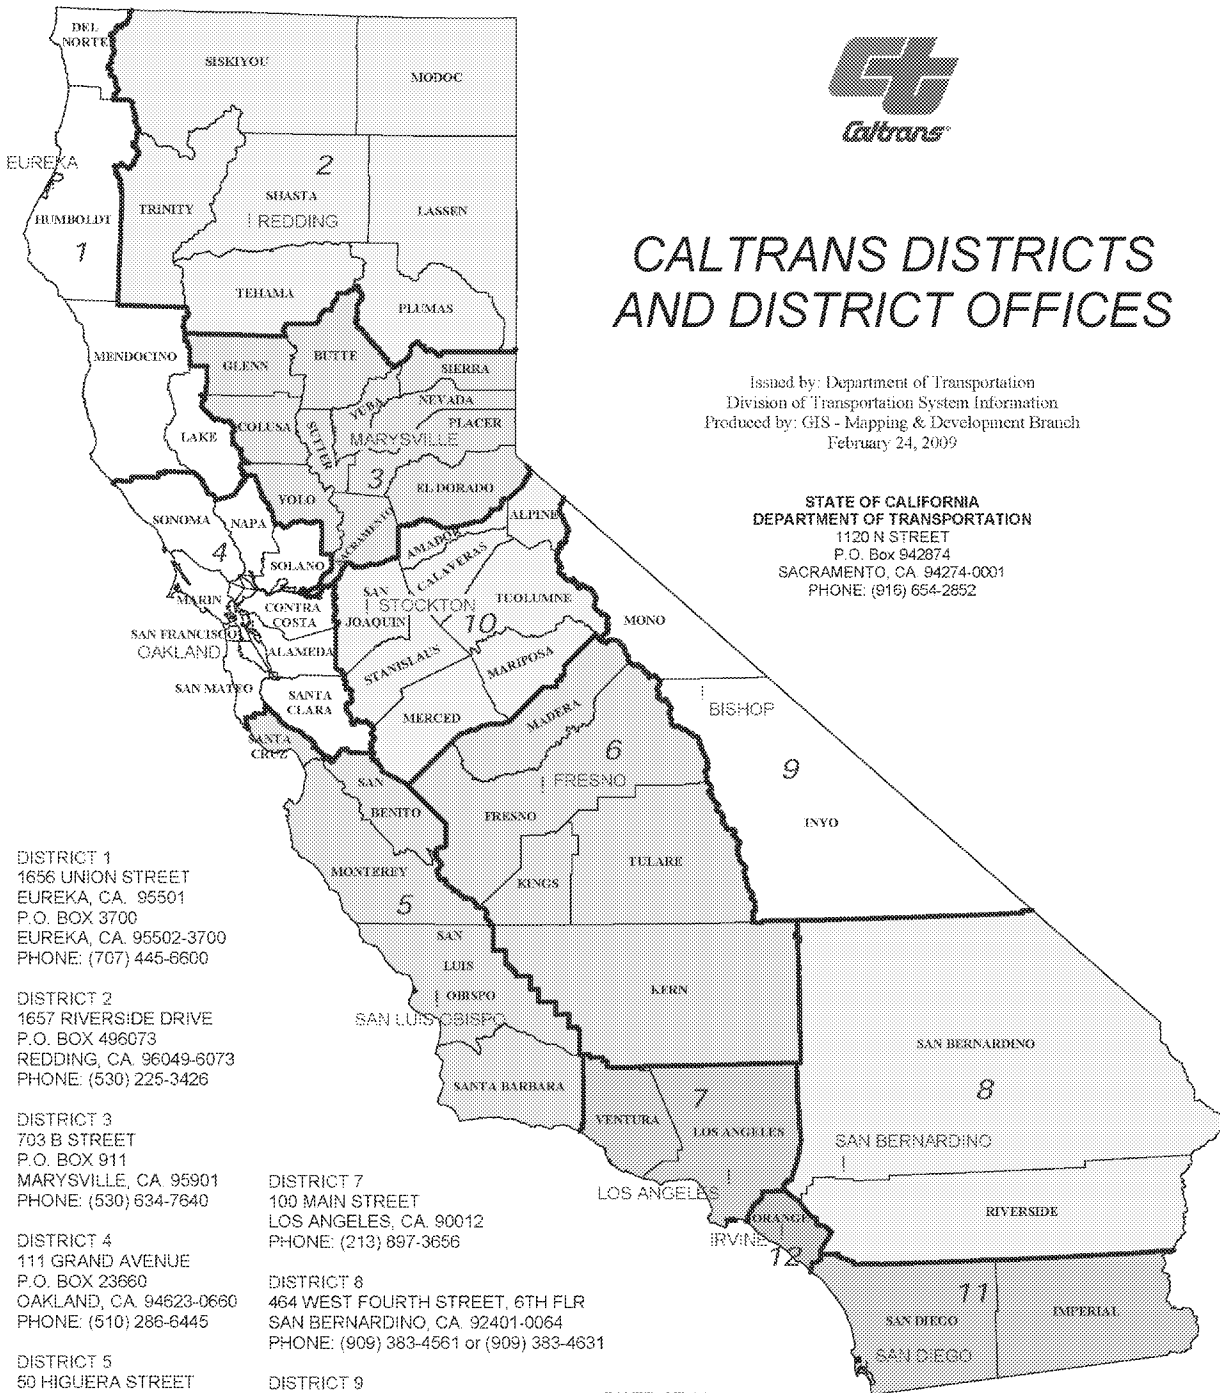 DEL
NORTE
SISKIYOU
MODOC
Caltrans
EUREKA
2
SHASTA
TRINITY
LASSEN
HUMBOLDT
REDDING
1
CALTRANS DISTRICTS
AND DISTRICT OFFICES
TEHAMA
PLUMAS
MENDOCINO
GLENN
BUTTE
SIERRA
Issued by: Department of Transportation
Division of Transportation System Information
Produced by: GIS - Mapping & Development Branch
February 24, 2009
YUBA
NEVADA
COLUSA
SUTTER
PLACER
LAKE
MARYSVILLE
3
EL DORADO
YOLO
STATE OF CALIFORNIA
DEPARTMENT OF TRANSPORTATION
1120 N STREET
P.O. Box 942874
SACRAMENTO, CA. 94274-0001
PHONE: (916) 654-2852
SONOMA
NAPA
SACRAMENTO
ALPINE
AMADOR
4
SOLANO
CALAVERAS
MARIN
CONTRA
COSTA
SAN
JOAQUIN
STOCKTON
TUOLUMNE
10
MONO
SAN FRANCISCO
OAKLAND
ALAMEDA
STANISLAUS
MARIPOSA
SAN MATEO
SANTA
CLARA
MERCED
MADERA
BISHOP
SANTA
CRUZ
6
9
SAN
BENITO
FRESNO
FRESNO
INYO
MONTEREY
KINGS
TULARE
5
SAN
LUIS
OBISPO
KERN
SAN LUIS OBISPO
SAN BERNARDINO
SANTA BARBARA
8
VENTURA
7
LOS ANGELES
SAN BERNARDINO
LOS ANGELES
ORANGE
RIVERSIDE
IRVINE
12
11
SAN DIEGO
IMPERIAL
SAN DIEGO
DISTRICT 1
1656 UNION STREET
EUREKA, CA. 95501
P.O. BOX 3700
EUREKA, CA. 95502-3700
PHONE: (707) 445-6600
DISTRICT 2
1657 RIVERSIDE DRIVE
P.O. BOX 496073
REDDING, CA. 96049-6073
PHONE: (530) 225-3426
DISTRICT 3
703 B STREET
P.O. BOX 911
MARYSVILLE, CA. 95901
PHONE: (530) 634-7640
DISTRICT 4
111 GRAND AVENUE
P.O. BOX 23660
OAKLAND, CA. 94623-0660
PHONE: (510) 286-6445
DISTRICT 5
50 HIGUERA STREET
DISTRICT 7
100 MAIN STREET
LOS ANGELES, CA. 90012
PHONE: (213) 897-3656
DISTRICT 8
464 WEST FOURTH STREET, 6TH FLR
SAN BERNARDINO, CA. 92401-0064
PHONE: (909) 383-4561 or (909) 383-4631
DISTRICT 9